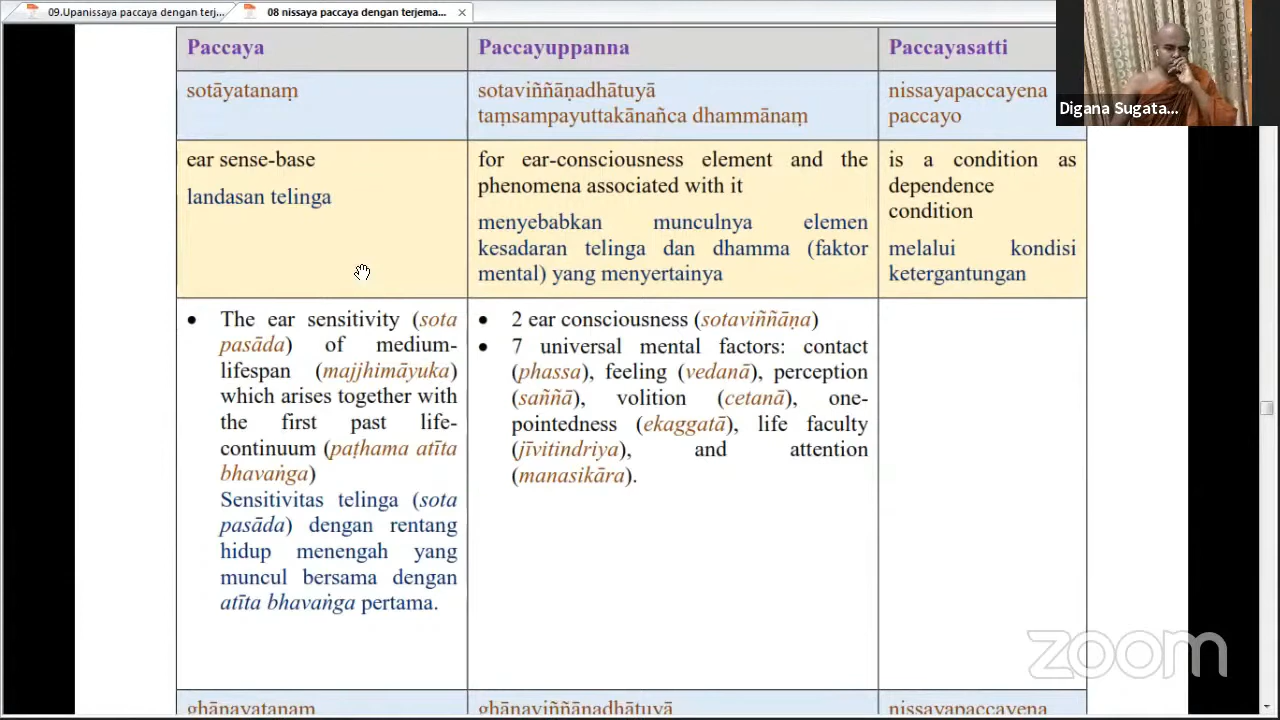 09.Upanissaya paccaya dengan terj...
08 nissaya paccaya dengan terjema...
Paccaya
Paccayuppanna
Paccayasatti
sotāyatanaṃ
sotaviññāṇadhātuyā
taṃsampayuttakānañca dhammānaṃ
nissayapaccayena
paccayo
ear sense-base
landasan telinga
for ear-consciousness element and the
phenomena associated with it
menyebabkan munculnya elemen
kesadaran telinga dan dhamma (faktor
mental) yang menyertainya
is a condition as
dependence
condition
melalui kondisi
ketergantungan
• The ear sensitivity (sota
pasāda) of medium-
lifespan (majjhimāyuka)
which arises together with
the first past life-
continuum (paṭhama atīta
bhavaṅga)
Sensitivitas telinga (sota
pasāda) dengan rentang
hidup menengah yang
muncul bersama dengan
atīta bhavaṅga pertama.
• 2 ear consciousness (sotaviññāṇa)
• 7 universal mental factors: contact
(phassa), feeling (vedanā), perception
(saññā), volition (cetanā), one-
pointedness (ekaggatā), life faculty
(jīvitindriya), and attention
(manasikāra).
ghānayatanaṃ
ghānaviññānadhātuyā
nissayapaccayena
Digana Sugata...
zoom